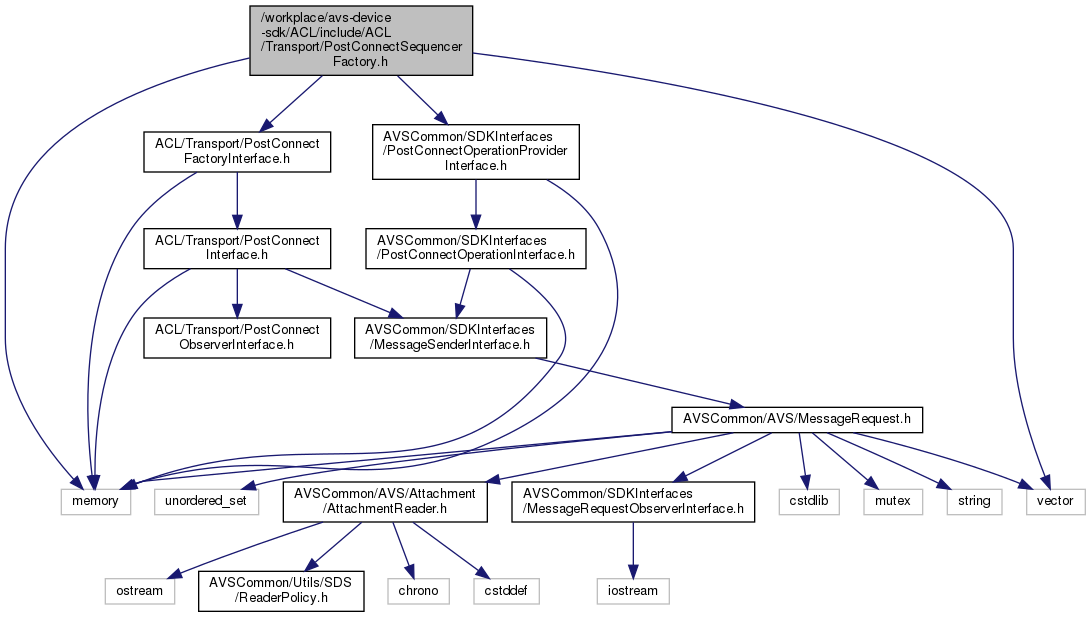 /workplace/avs-device
-sdk/ACL/include/ACL
/Transport/PostConnectSequencer
Factory.h
ACL/Transport/PostConnect
FactoryInterface.h
AVSCommon/SDKInterfaces
/PostConnectOperationProvider
Interface.h
ACL/Transport/PostConnect
Interface.h
AVSCommon/SDKInterfaces
/PostConnectOperationInterface.h
ACL/Transport/PostConnect
ObserverInterface.h
AVSCommon/SDKInterfaces
/MessageSenderInterface.h
AVSCommon/AVS/MessageRequest.h
memory
unordered_set
AVSCommon/AVS/Attachment
/AttachmentReader.h
AVSCommon/SDKInterfaces
/MessageRequestObserverInterface.h
cstdlib
mutex
string
vector
ostream
AVSCommon/Utils/SDS
/ReaderPolicy.h
chrono
cstddef
iostream